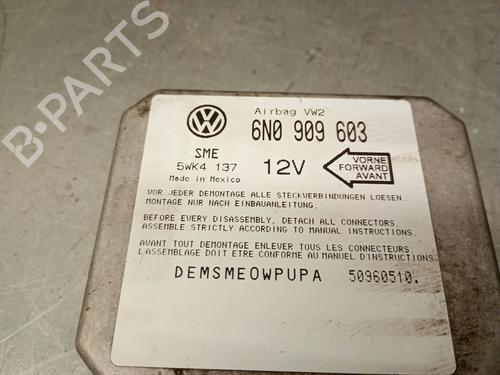 Airbag VW2
6N0 909 603
SME
5WK4 137
Made in Mexico
12V
VORNE
FORWARD
AVANT
VOR JEDER DEMONTAGE ALLE STECKVERBINDUNGEN LOESEN.
MONTAGE NUR NACH EINBAUANLEITUNG.
BEFORE EVERY DISASSEMBLY, DETACH ALL CONNECTORS.
ASSEMBLE STRICTLY ACCORDING TO MANUAL INSTRUCTIONS.
AVANT TOUT DEMONTAGE ENLEVER TOUS LES CONNECTEURS.
L'ASSEMBLAGE DOIT ETRE CONFORME AU MANUEL D'INSTRUCTIONS.
DEMSMEOWPUPA 50960510.
B-PARTS